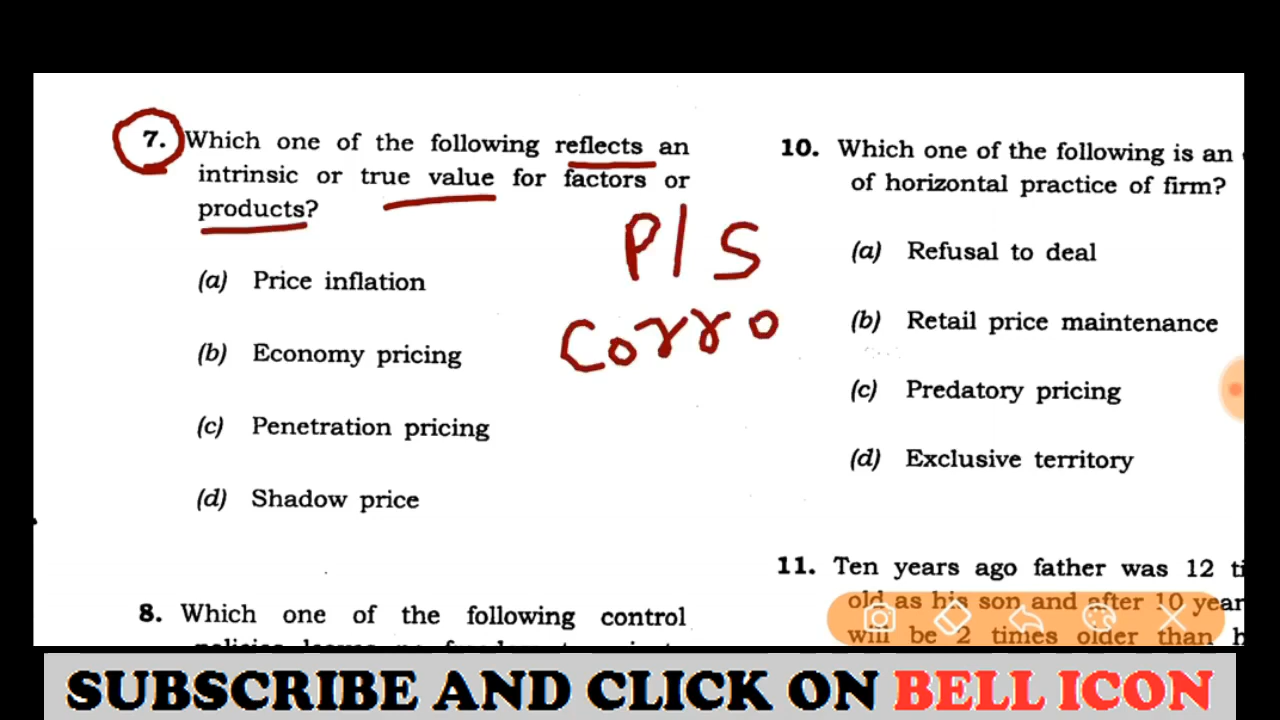 7. Which one of the following reflects an
intrinsic or true value for factors or
products?
P/S
Corro
(a) Price inflation
(b) Economy pricing
(c) Penetration pricing
(d) Shadow price
8. Which one of the following control
10. Which one of the following is an
of horizontal practice of firm?
(a) Refusal to deal
(b) Retail price maintenance
(c) Predatory pricing
(d) Exclusive territory
11. Ten years ago father was 12 ti
old as his son and after 10 year
will be 2 times older than h
SUBSCRIBE AND CLICK ON BELL ICON